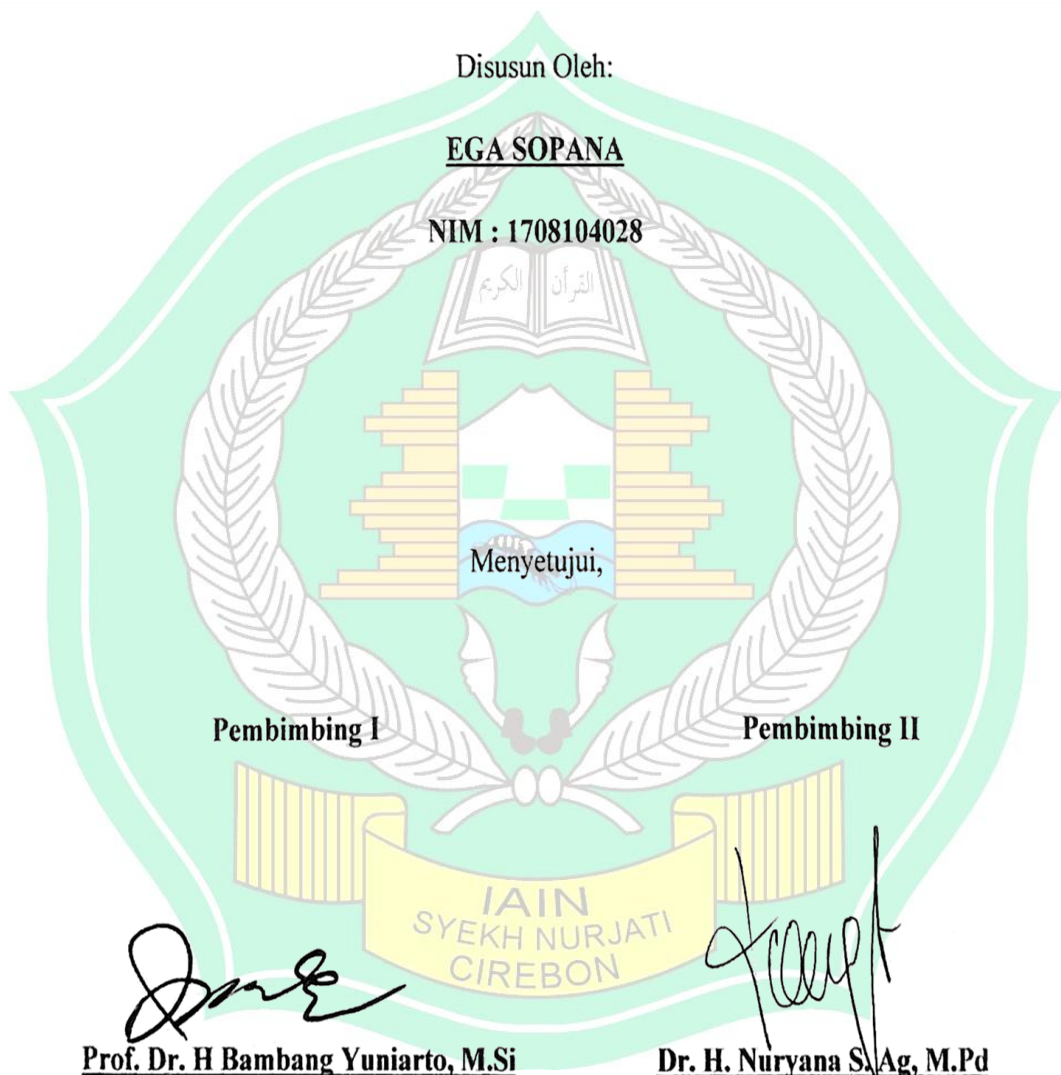 Disusun Oleh:
EGA SOPANA
NIM : 1708104028
القرأن الكريم
Menyetujui,
Pembimbing I Pembimbing II
IAIN
SYEKH NURJATI
CIREBON
Prof. Dr. H Bambang Yuniarto, M.Si Dr. H. Nuryana S. Ag, M.Pd